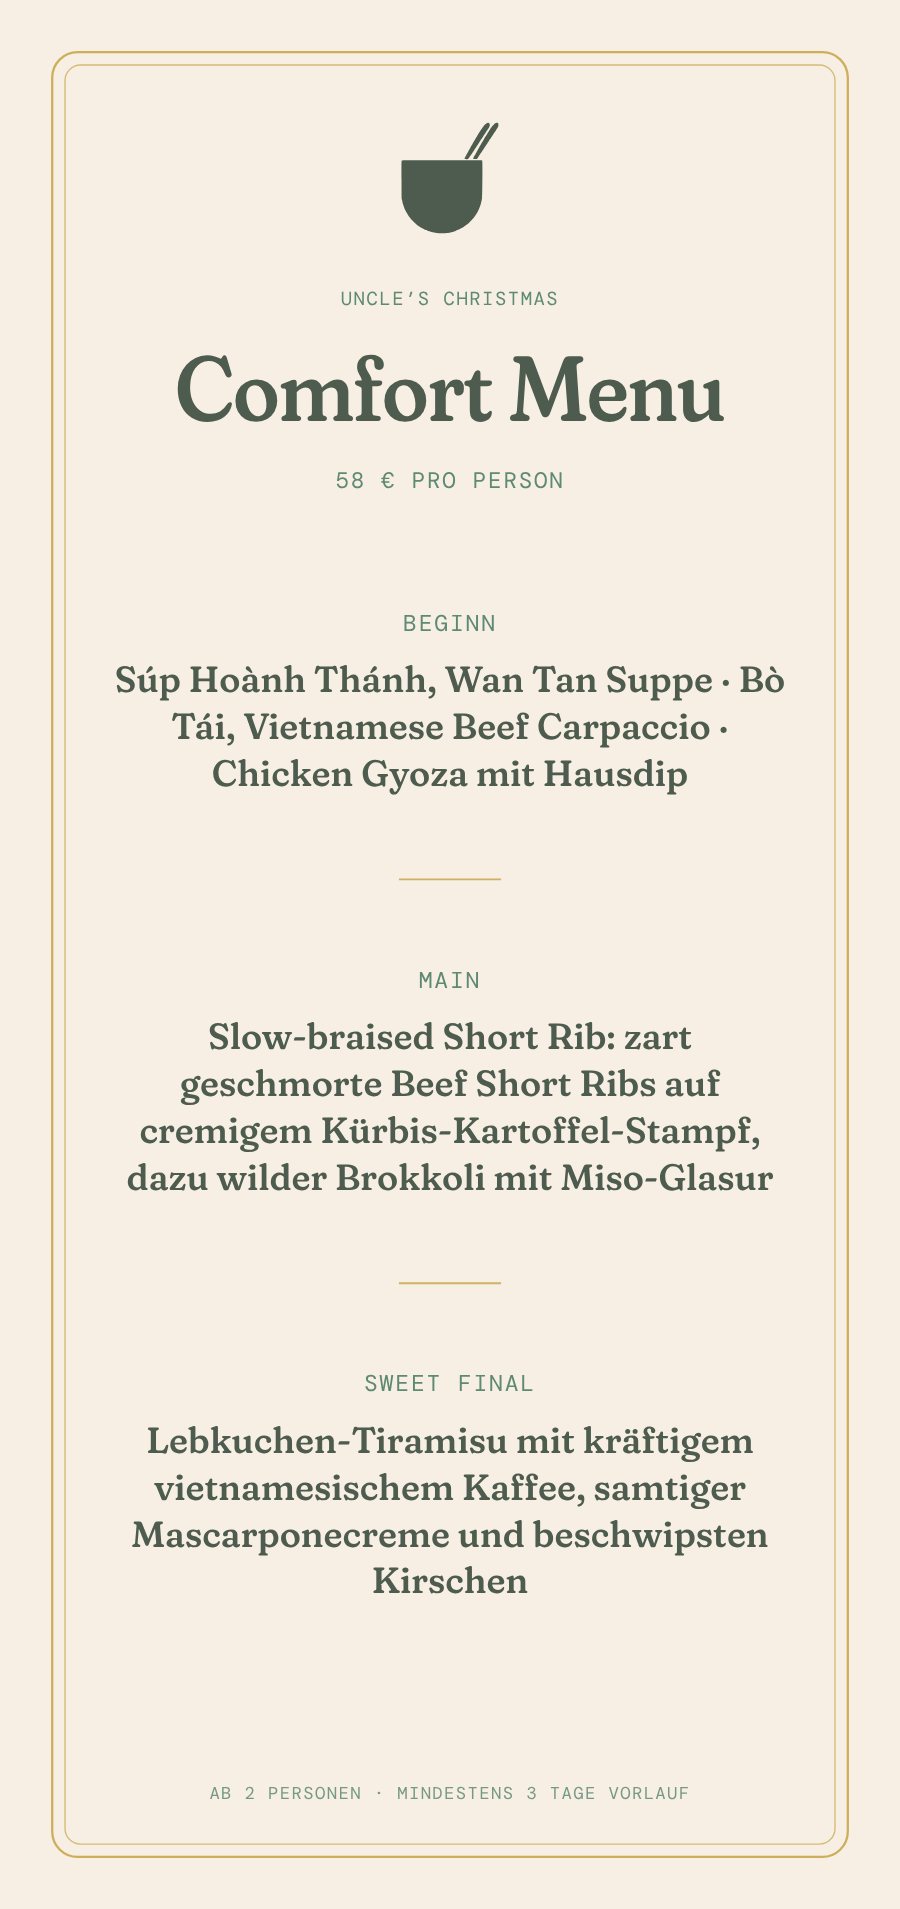 UNCLE’S CHRISTMAS
Comfort Menu
58 € PRO PERSON
BEGINN
Súp Hoành Thánh, Wan Tan Suppe · Bò
Tái, Vietnamese Beef Carpaccio ·
Chicken Gyoza mit Hausdip
MAIN
Slow-braised Short Rib: zart
geschmorte Beef Short Ribs auf
cremigem Kürbis-Kartoffel-Stampf,
dazu wilder Brokkoli mit Miso-Glasur
SWEET FINAL
Lebkuchen-Tiramisu mit kräftigem
vietnamesischem Kaffee, samtiger
Mascarponecreme und beschwipsten
Kirschen
AB 2 PERSONEN · MINDESTENS 3 TAGE VORLAUF